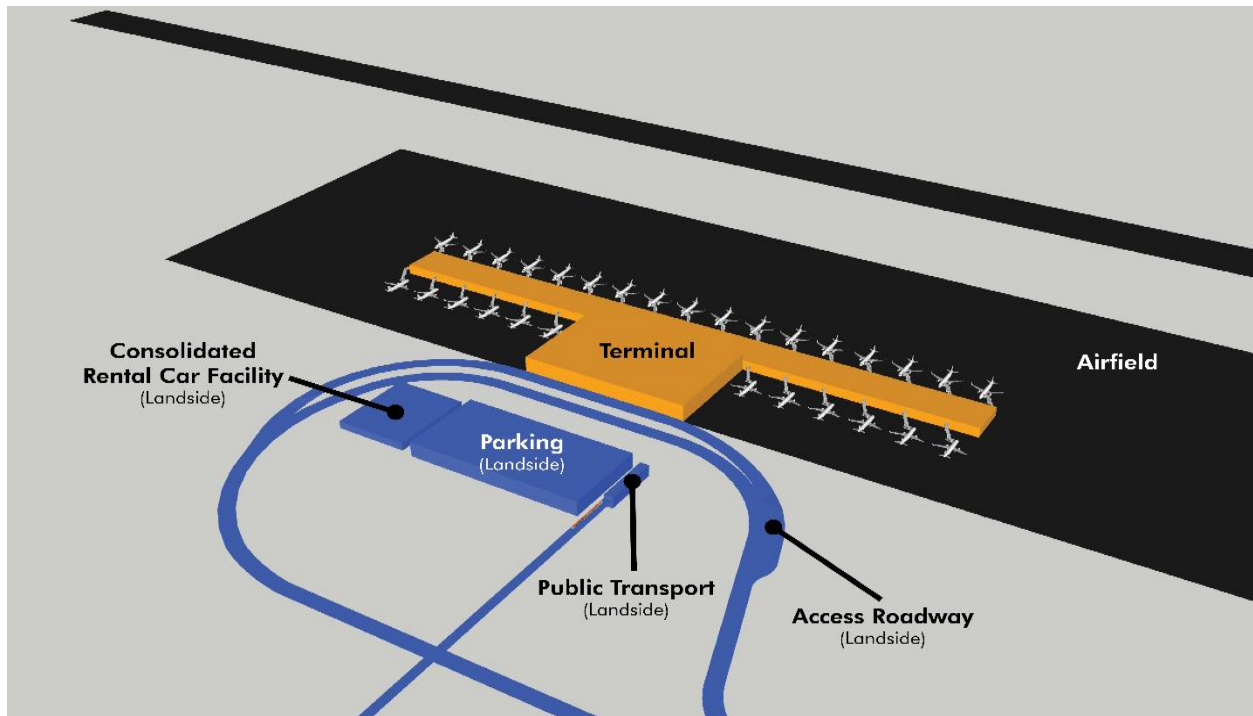 Terminal
Airfield
Consolidated
Rental Car Facility
(Landside)
Parking
(Landside)
Public Transport
(Landside)
Access Roadway
(Landside)